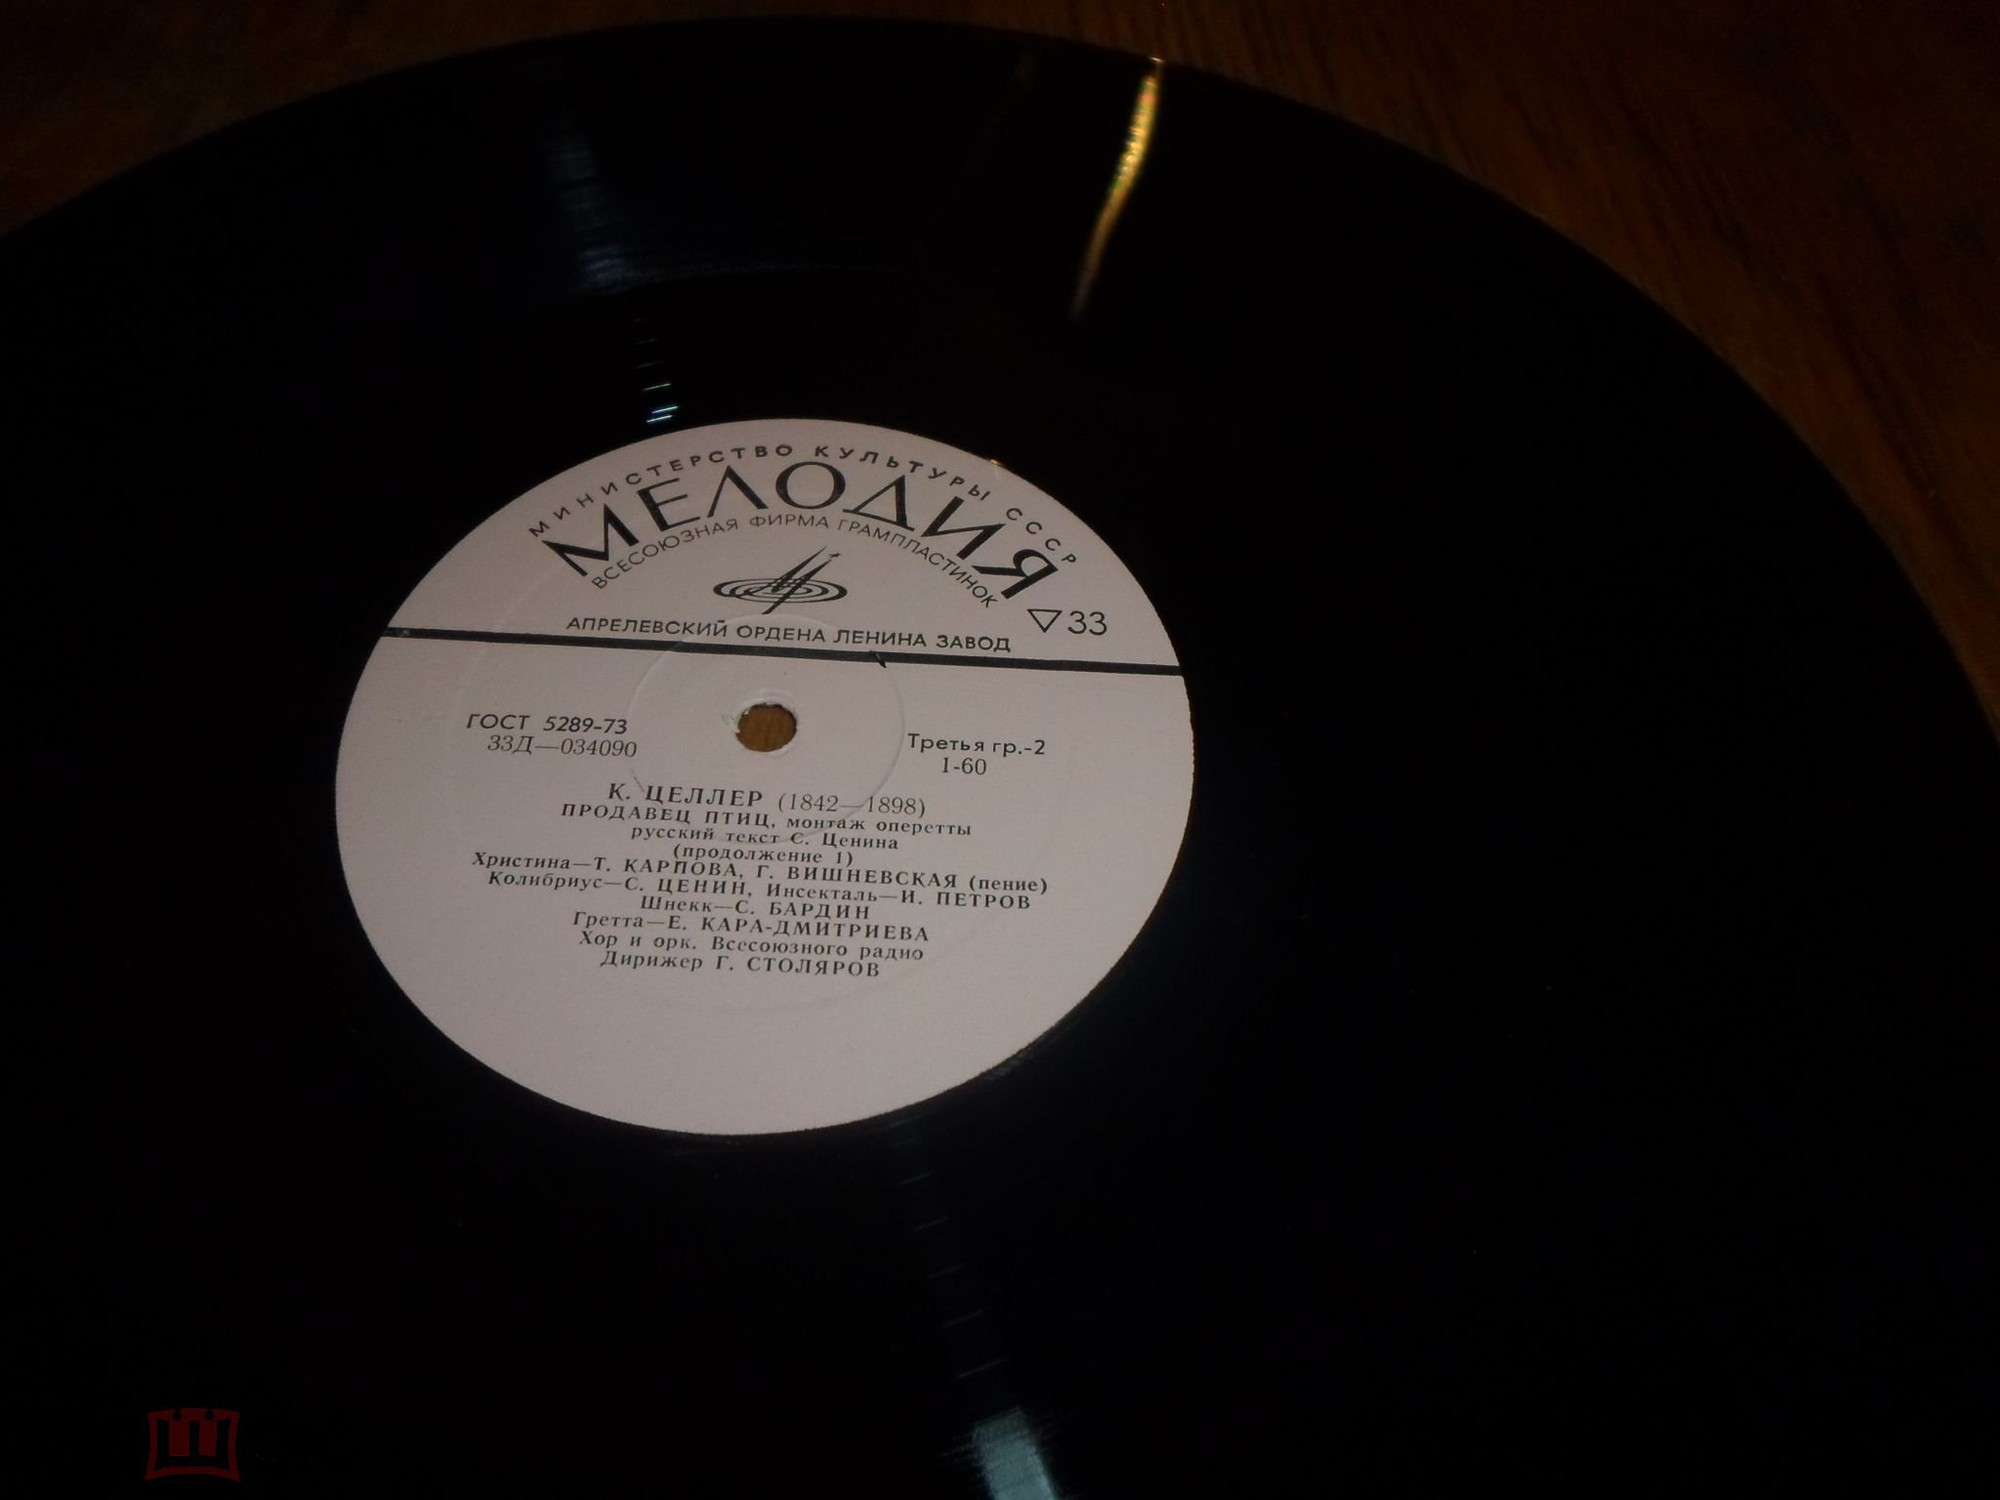 МИНИСТЕРСТВО КУЛЬТУРЫ СССР
МЕЛОДИЯ
ВСЕСОЮЗНАЯ ФИРМА ГРАМПЛАСТИНОК
33
АПРЕЛЕВСКИЙ ОРДЕНА ЛЕНИНА ЗАВОД
ГОСТ 5289-73
33Д—034090
Третья гр.-2
1-60
К. ЦЕЛЛЕР (1842—1898)
ПРОДАВЕЦ ПТИЦ, монтаж оперетты
русский текст С. Ценина
(продолжение 1)
Христина—Т. КАРПОВА, Г. ВИШНЕВСКАЯ (пение)
Колибриус—С. ЦЕНИН, Инсекталь—И. ПЕТРОВ
Шнекк—С. БАРДИН
Гретта—Е. КАРА-ДМИТРИЕВА
Хор и орк. Всесоюзного радио
Дирижер Г. СТОЛЯРОВ